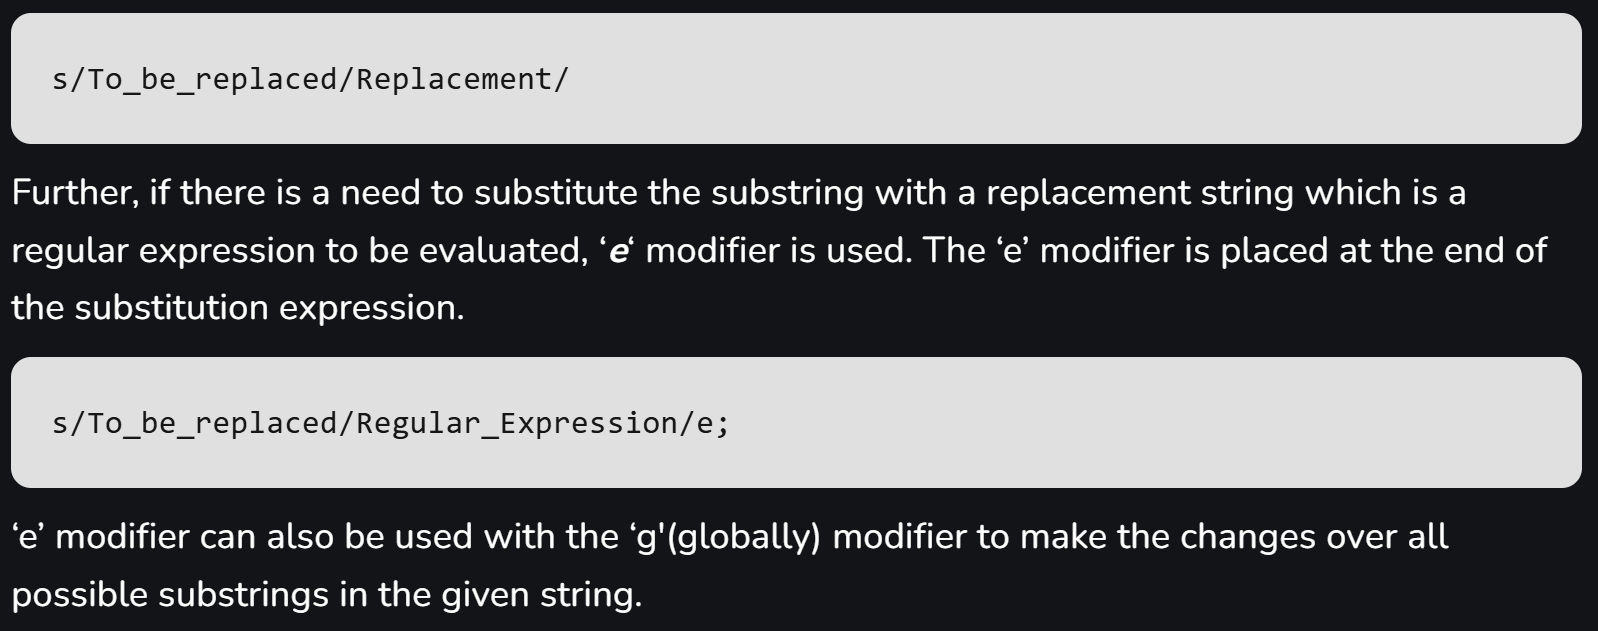 s/To_be_replaced/Replacement/
Further, if there is a need to substitute the substring with a replacement string which is a
regular expression to be evaluated, ‘e‘ modifier is used. The ‘e’ modifier is placed at the end of
the substitution expression.
s/To_be_replaced/Regular_Expression/e;
‘e’ modifier can also be used with the ‘g'(globally) modifier to make the changes over all
possible substrings in the given string.